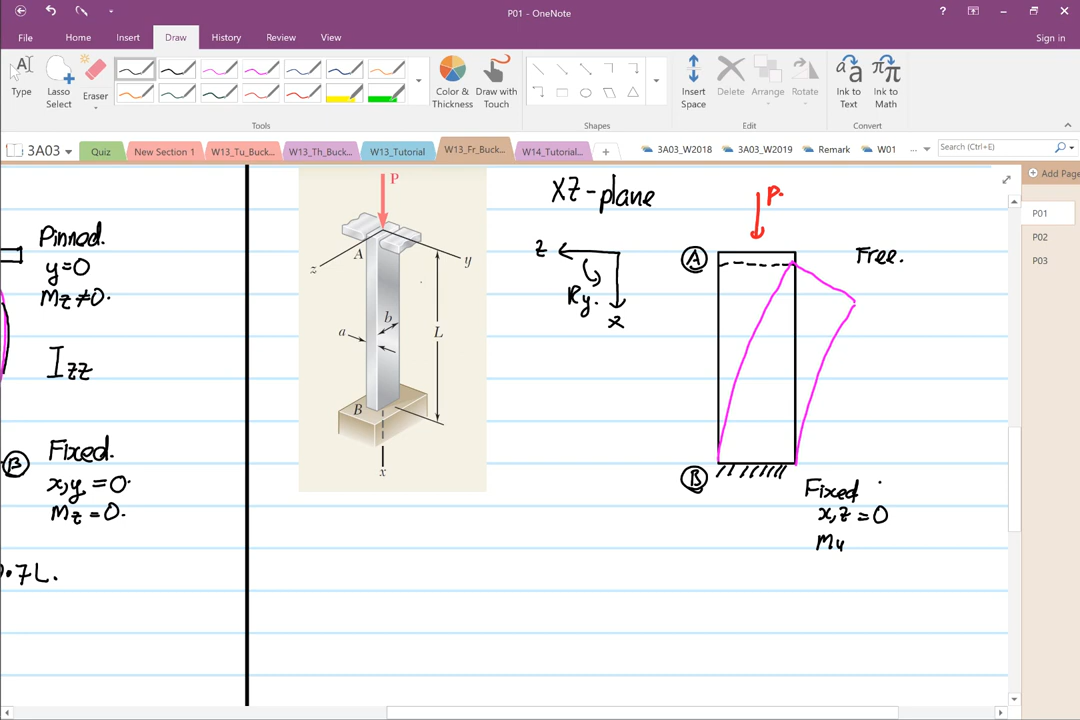 P01 - OneNote
File Home Insert Draw History Review View
Sign in
Type
Lasso Select
Eraser
Color & Thickness
Draw with Touch
Insert Space
Delete
Arrange
Rotate
Ink to Text
Ink to Math
Tools
Shapes
Edit
Convert
3A03
Quiz
New Section 1
W13_Tu_Buck...
W13_Th_Buck...
W13_Tutorial
W13_Fr_Buck...
W14_Tutorial...
3A03_W2018
3A03_W2019
Remark
W01
Search (Ctrl+E)
Add Page
P01
P02
P03
Pinned.
y=0
Mz≠0.
Izz
B
Fixed.
x,y, = 0.
Mz = 0.
.7L.
P
A
z
y
b
a
L
B
x
XZ-plane
z
Ry.
x
P.
A
Free.
B
Fixed
x,z = 0
My